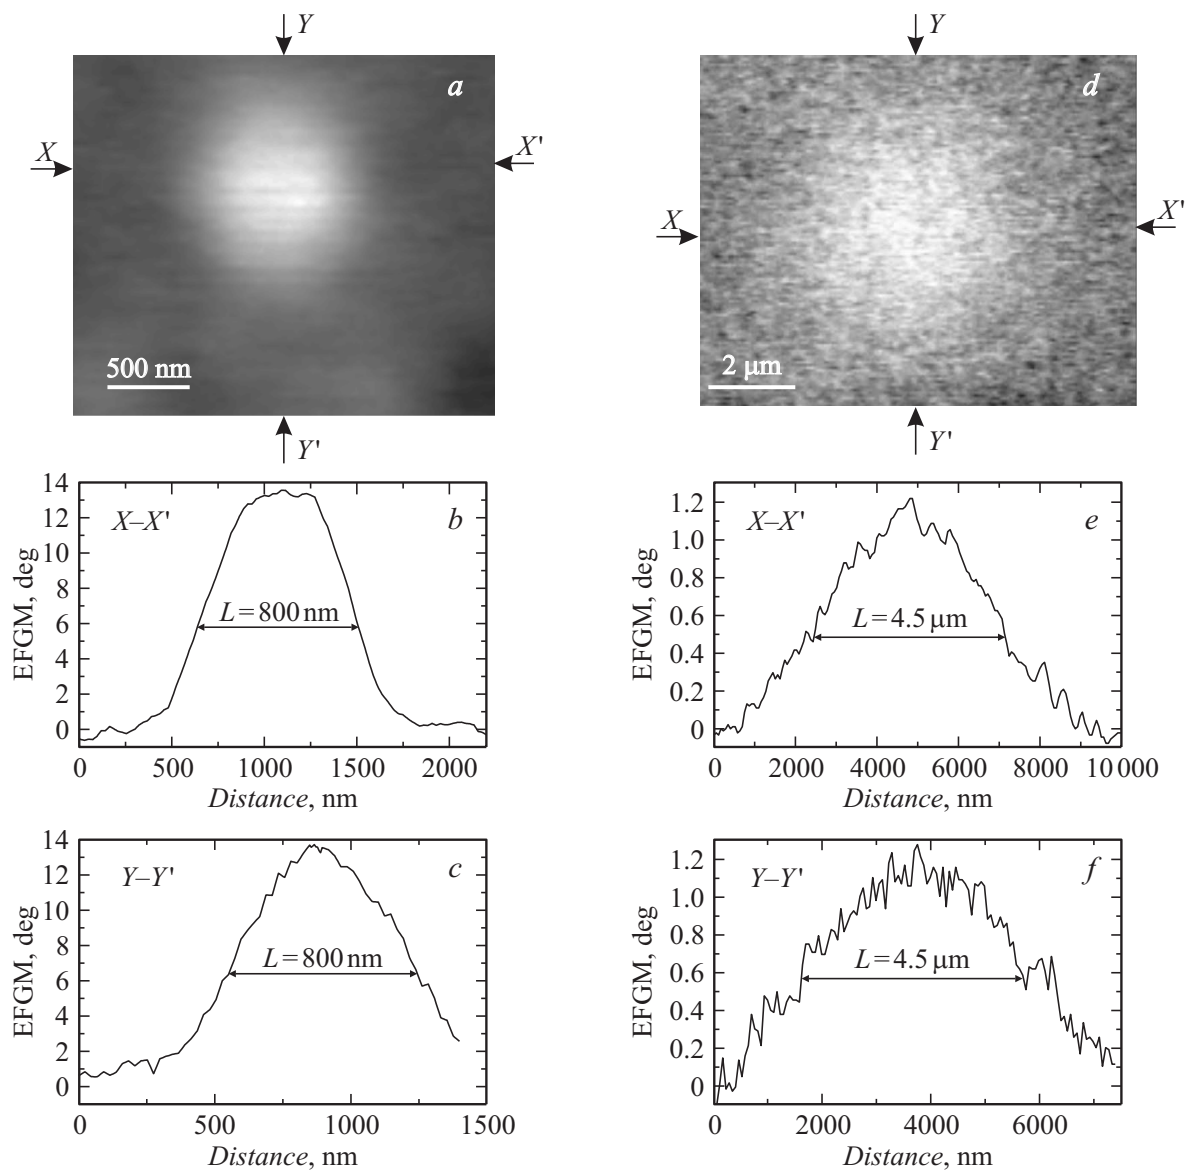 Y
a
X
X'
500 nm
Y'
14
12
10
8
6
4
2
0
EFGM, deg
X–X'
b
L = 800 nm
0
500
1000
1500
2000
Distance, nm
14
12
10
8
6
4
2
0
EFGM, deg
Y–Y'
c
L = 800 nm
0
500
1000
1500
Distance, nm
Y
d
X
X'
2 μm
Y'
1.2
1.0
0.8
0.6
0.4
0.2
0
EFGM, deg
X–X'
e
L = 4.5 μm
0
2000
4000
6000
8000
10 000
Distance, nm
1.2
1.0
0.8
0.6
0.4
0.2
0
EFGM, deg
Y–Y'
f
L = 4.5 μm
0
2000
4000
6000
Distance, nm